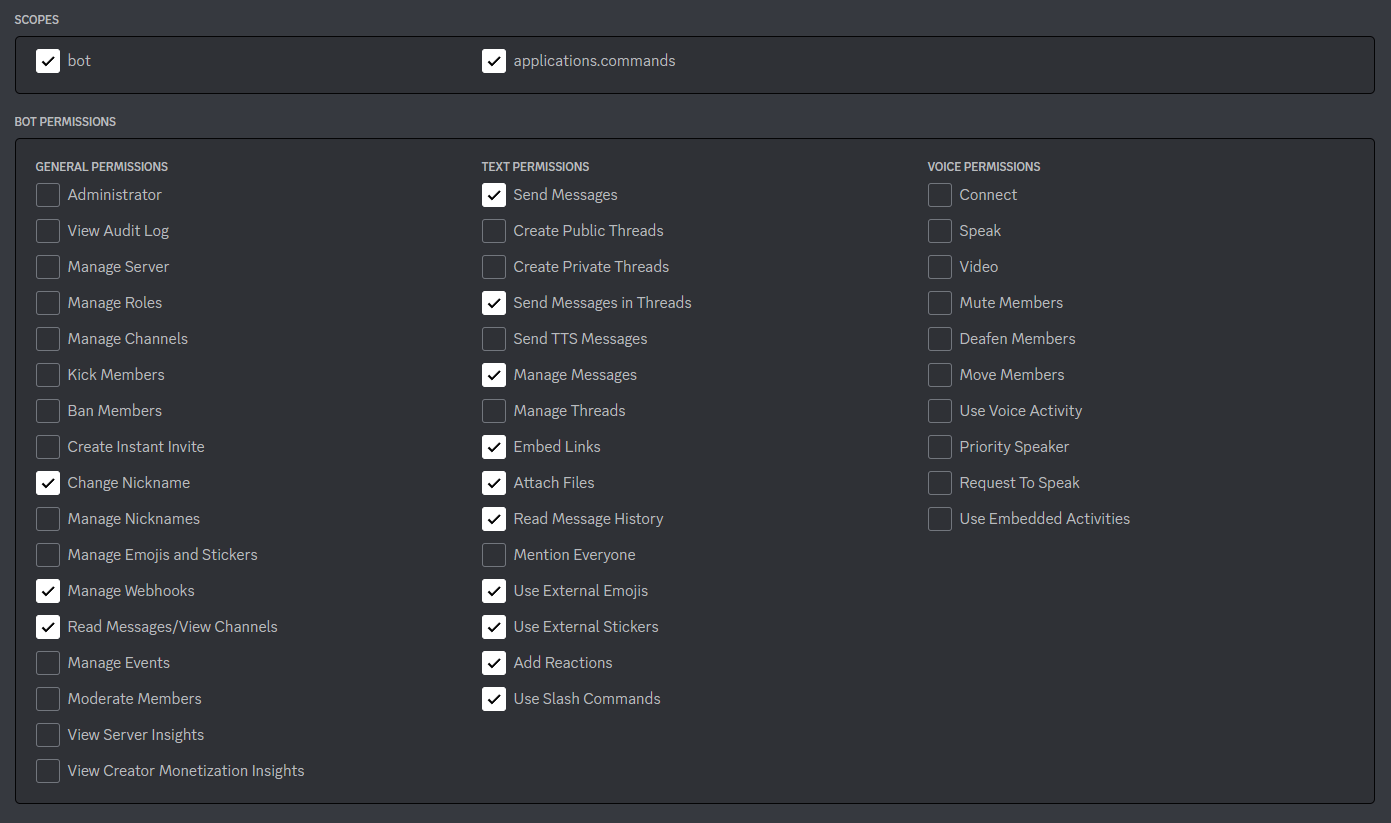 SCOPES
bot
applications.commands
BOT PERMISSIONS
GENERAL PERMISSIONS
Administrator
View Audit Log
Manage Server
Manage Roles
Manage Channels
Kick Members
Ban Members
Create Instant Invite
Change Nickname
Manage Nicknames
Manage Emojis and Stickers
Manage Webhooks
Read Messages/View Channels
Manage Events
Moderate Members
View Server Insights
View Creator Monetization Insights
TEXT PERMISSIONS
Send Messages
Create Public Threads
Create Private Threads
Send Messages in Threads
Send TTS Messages
Manage Messages
Manage Threads
Embed Links
Attach Files
Read Message History
Mention Everyone
Use External Emojis
Use External Stickers
Add Reactions
Use Slash Commands
VOICE PERMISSIONS
Connect
Speak
Video
Mute Members
Deafen Members
Move Members
Use Voice Activity
Priority Speaker
Request To Speak
Use Embedded Activities